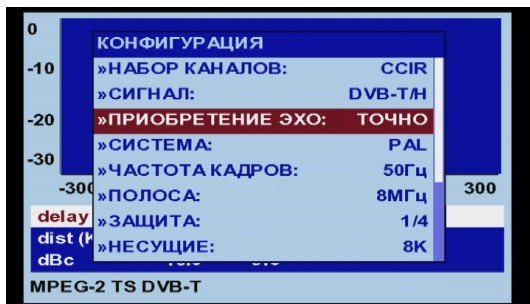 0
КОНФИГУРАЦИЯ
-10
»НАБОР КАНАЛОВ: CCIR
»СИГНАЛ: DVB-T/H
-20
»ПРИОБРЕТЕНИЕ ЭХО: ТОЧНО
»СИСТЕМА: PAL
-30
»ЧАСТОТА КАДРОВ: 50Гц
-300
300
»ПОЛОСА: 8МГц
delay
»ЗАЩИТА: 1/4
dist (K
»НЕСУЩИЕ: 8K
dBc
MPEG-2 TS DVB-T